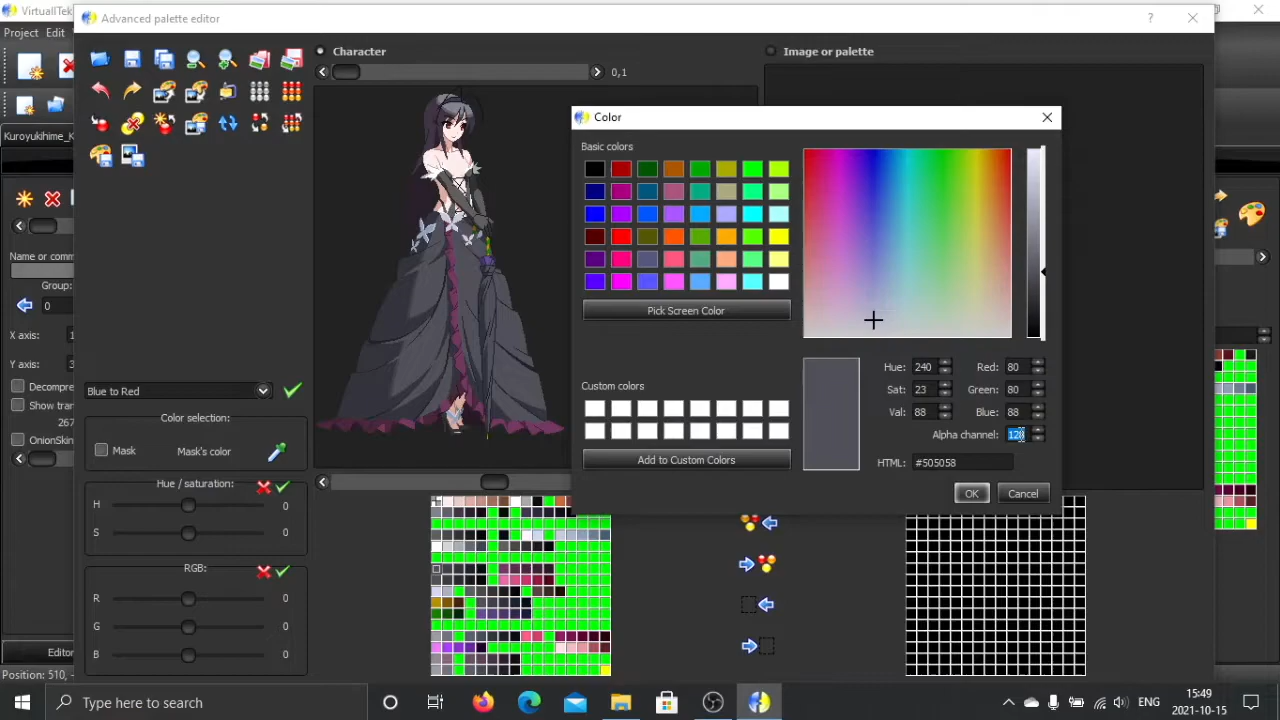 VirtuallTek
Advanced palette editor
?
Project Edit
Character
Image or palette
0,1
Color
Basic colors
Kuroyukihime_K
Name or comm
Group:
0
Pick Screen Color
X axis:
Y axis:
Hue: 240
Red: 80
Blue to Red
Custom colors
Sat: 23
Green: 80
Decompre
Show tran
Val: 88
Blue: 88
267
Color selection:
Alpha channel:
OnionSkin
Mask
Mask's color
Add to Custom Colors
HTML: #505058
Hue / saturation:
OK
Cancel
H
0
S
0
RGB:
R
0
G
0
B
0
Editor
Position: 510,
Type here to search
ENG
15:49
2021-10-15